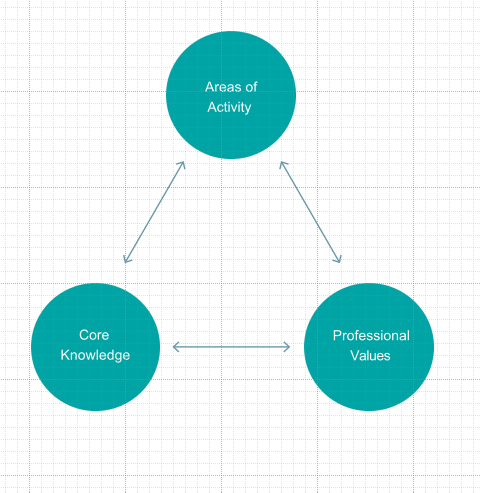 Areas of
Activity
Core
Knowledge
Professional
Values